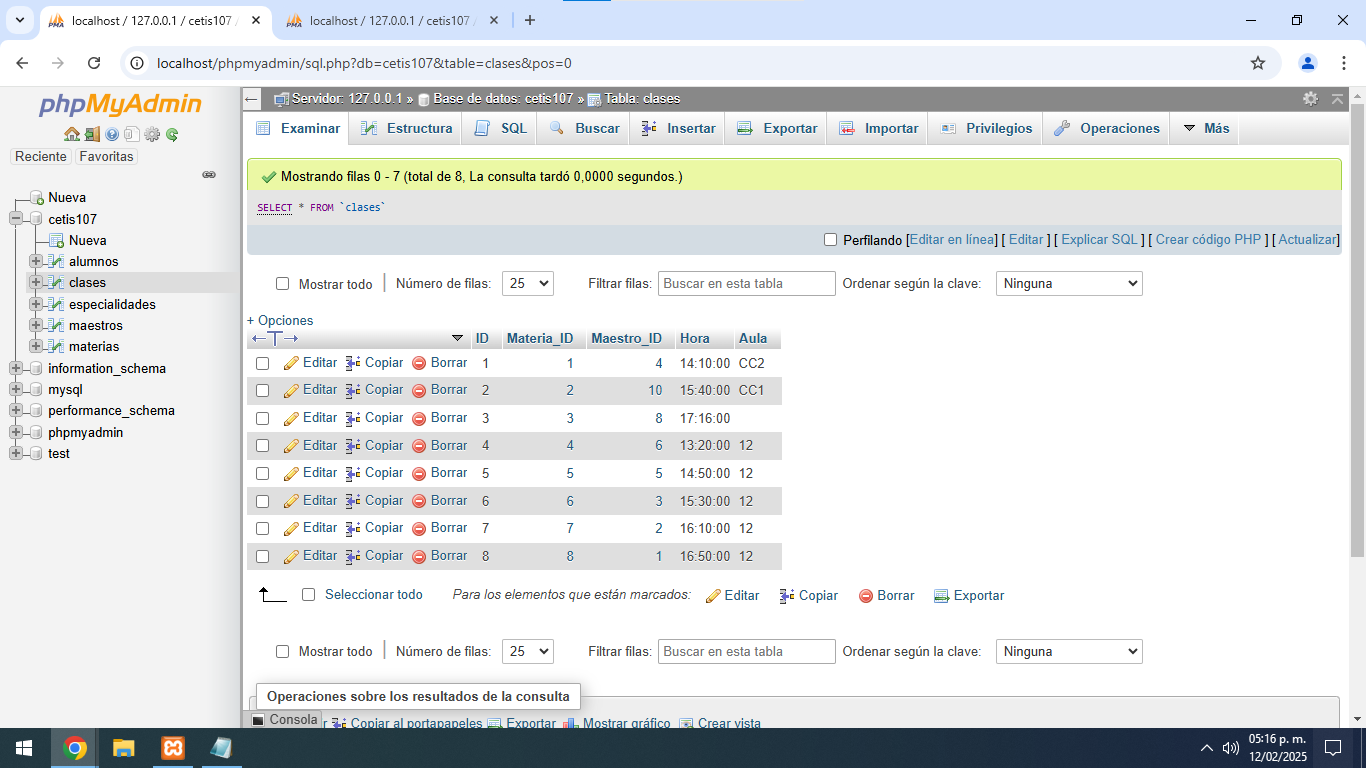 localhost / 127.0.0.1 / cetis107
localhost / 127.0.0.1 / cetis107
localhost/phpmyadmin/sql.php?db=cetis107&table=clases&pos=0
phpMyAdmin
Reciente Favoritas
Nueva
cetis107
Nueva
alumnos
clases
especialidades
maestros
materias
information_schema
mysql
performance_schema
phpmyadmin
test
Servidor: 127.0.0.1 » Base de datos: cetis107 » Tabla: clases
Examinar Estructura SQL Buscar Insertar Exportar Importar Privilegios Operaciones Más
Mostrando filas 0 - 7 (total de 8, La consulta tardó 0,0000 segundos.)
SELECT * FROM `clases`
Perfilando [Editar en línea] [ Editar ] [ Explicar SQL ] [ Crear código PHP ] [ Actualizar]
Mostrar todo | Número de filas: 25 Filtrar filas: Buscar en esta tabla Ordenar según la clave: Ninguna
+ Opciones
←T→ ID Materia_ID Maestro_ID Hora Aula
Editar Copiar Borrar 1 1 4 14:10:00 CC2
Editar Copiar Borrar 2 2 10 15:40:00 CC1
Editar Copiar Borrar 3 3 8 17:16:00
Editar Copiar Borrar 4 4 6 13:20:00 12
Editar Copiar Borrar 5 5 5 14:50:00 12
Editar Copiar Borrar 6 6 3 15:30:00 12
Editar Copiar Borrar 7 7 2 16:10:00 12
Editar Copiar Borrar 8 8 1 16:50:00 12
Seleccionar todo Para los elementos que están marcados: Editar Copiar Borrar Exportar
Mostrar todo | Número de filas: 25 Filtrar filas: Buscar en esta tabla Ordenar según la clave: Ninguna
Operaciones sobre los resultados de la consulta
Consola
Copiar al portapapeles Exportar Mostrar gráfico Crear vista
05:16 p. m.
12/02/2025